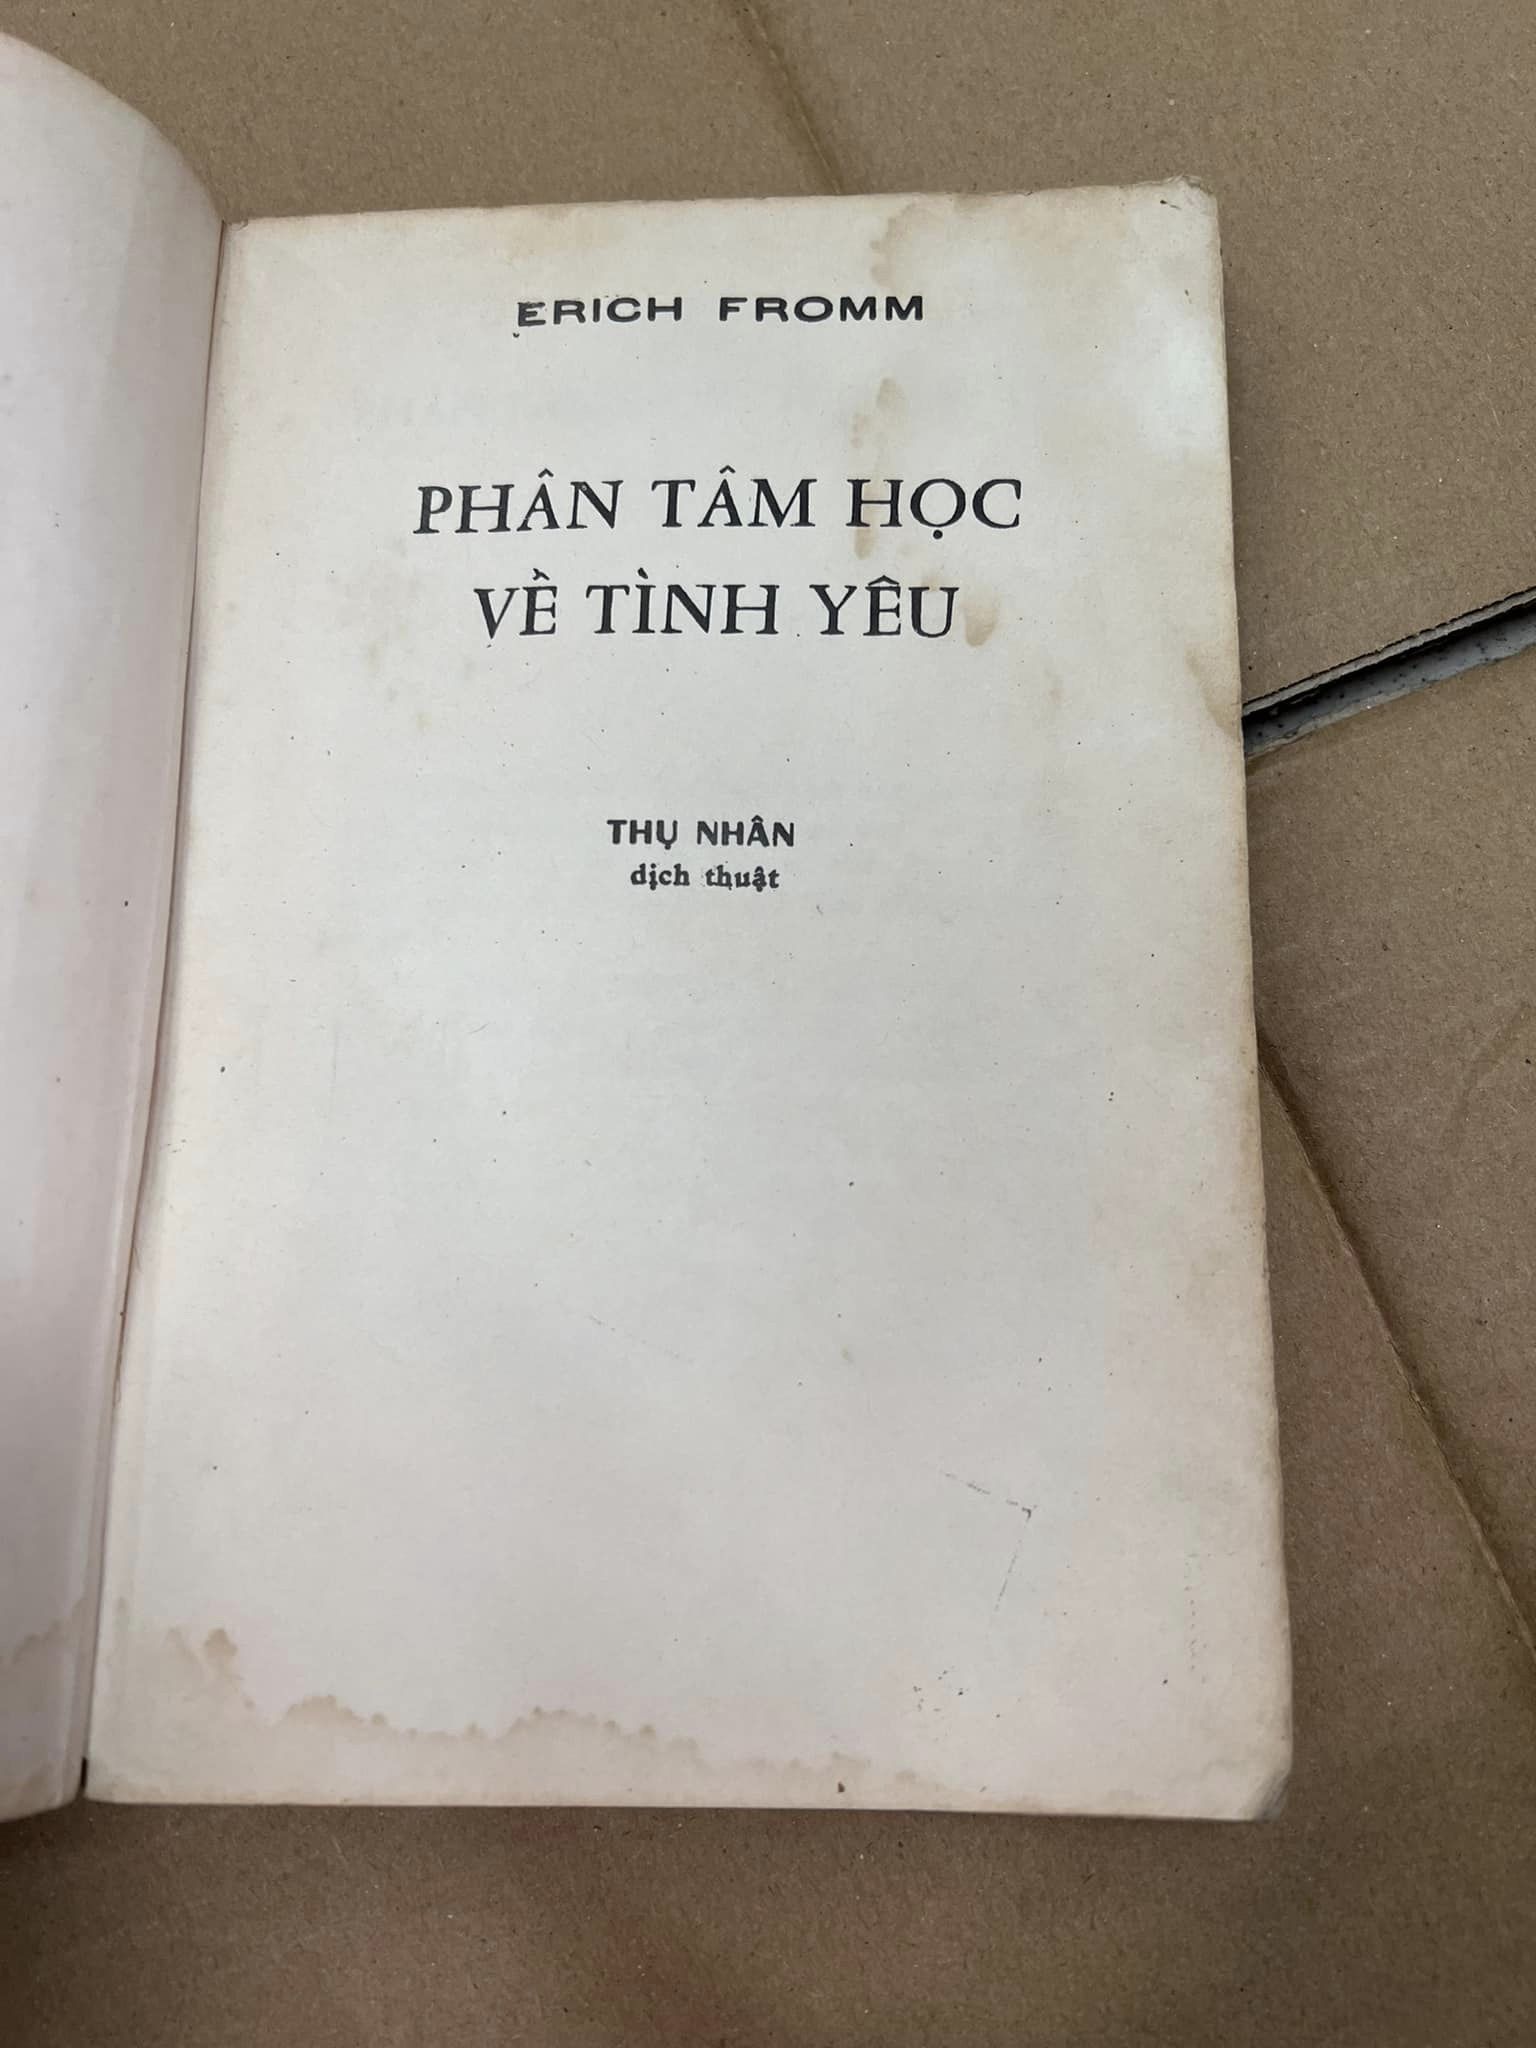 ERICH FROMM
PHÂN TÂM HỌC
VỀ TÌNH YÊU
THỤ NHÂN
dịch thuật